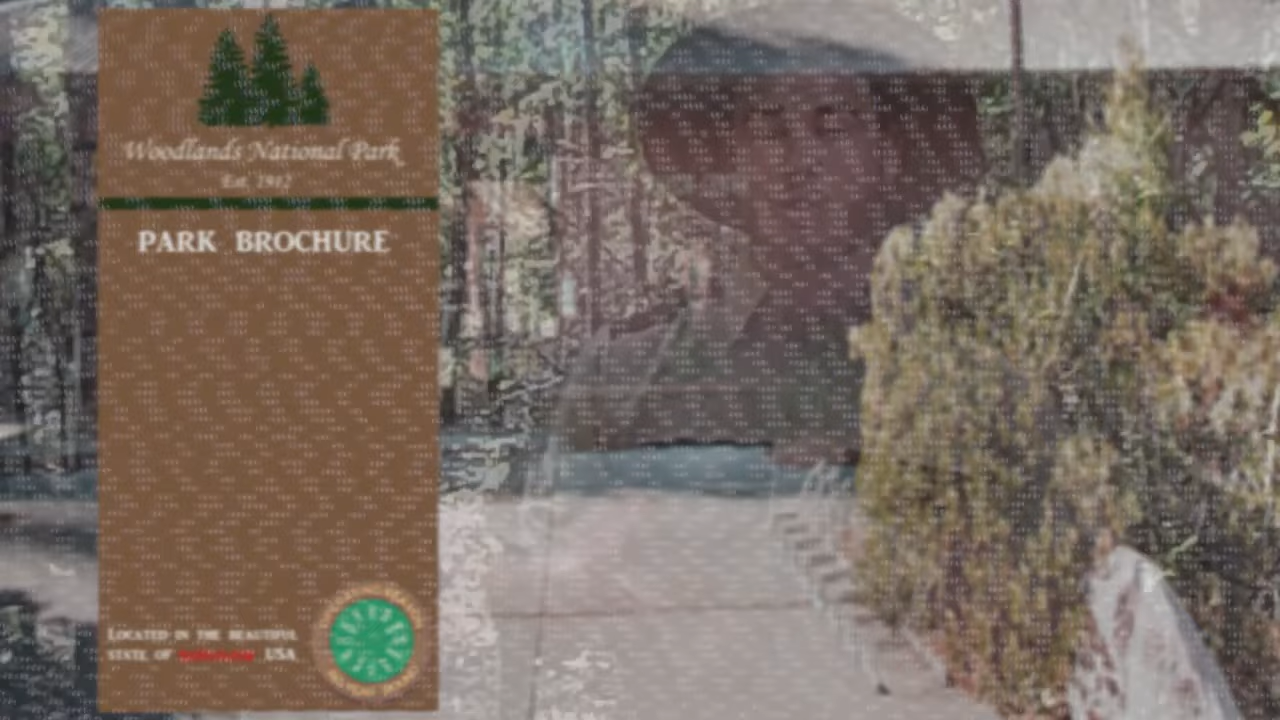 Woodlands National Park
Est. 1942
PARK BROCHURE
LOCATED IN THE BEAUTIFUL
STATE OF USA